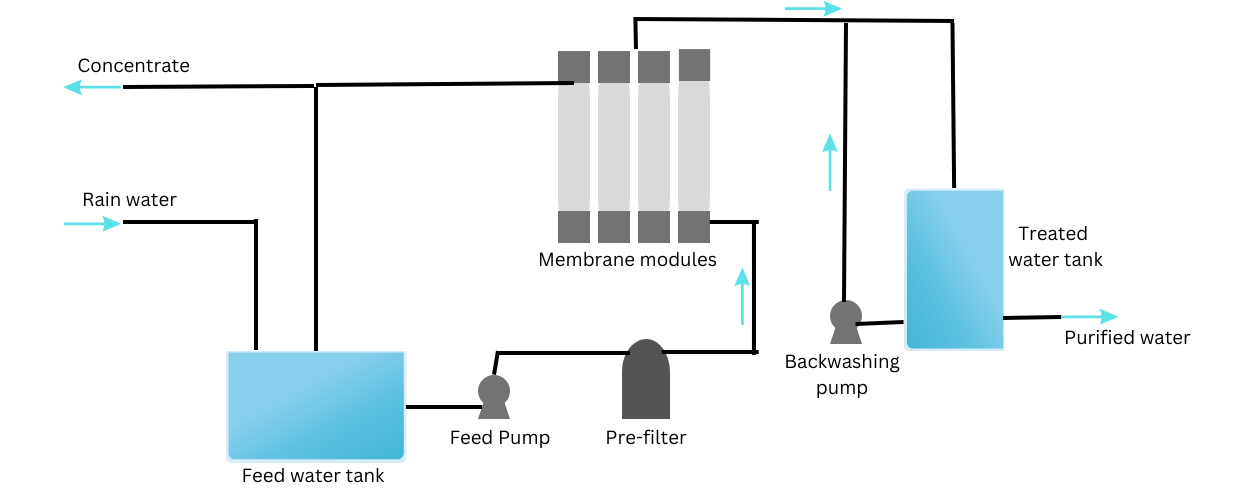 Concentrate
Rain water
Membrane modules
Treated
water tank
Purified water
Backwashing
pump
Feed Pump
Pre-filter
Feed water tank